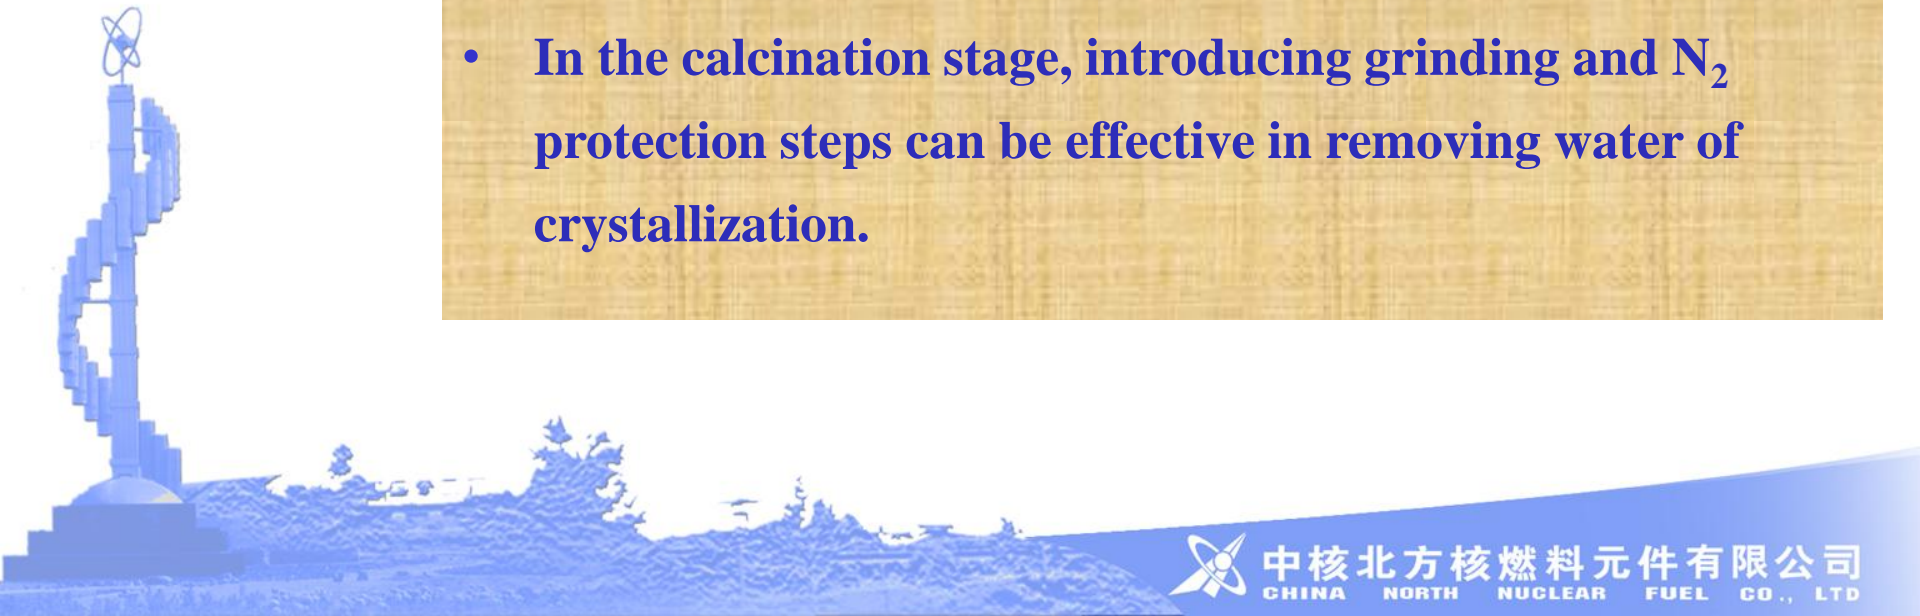 • In the calcination stage, introducing grinding and N₂
protection steps can be effective in removing water of
crystallization.
中核北方核燃料元件有限公司
CHINA NORTH NUCLEAR FUEL CO., LTD